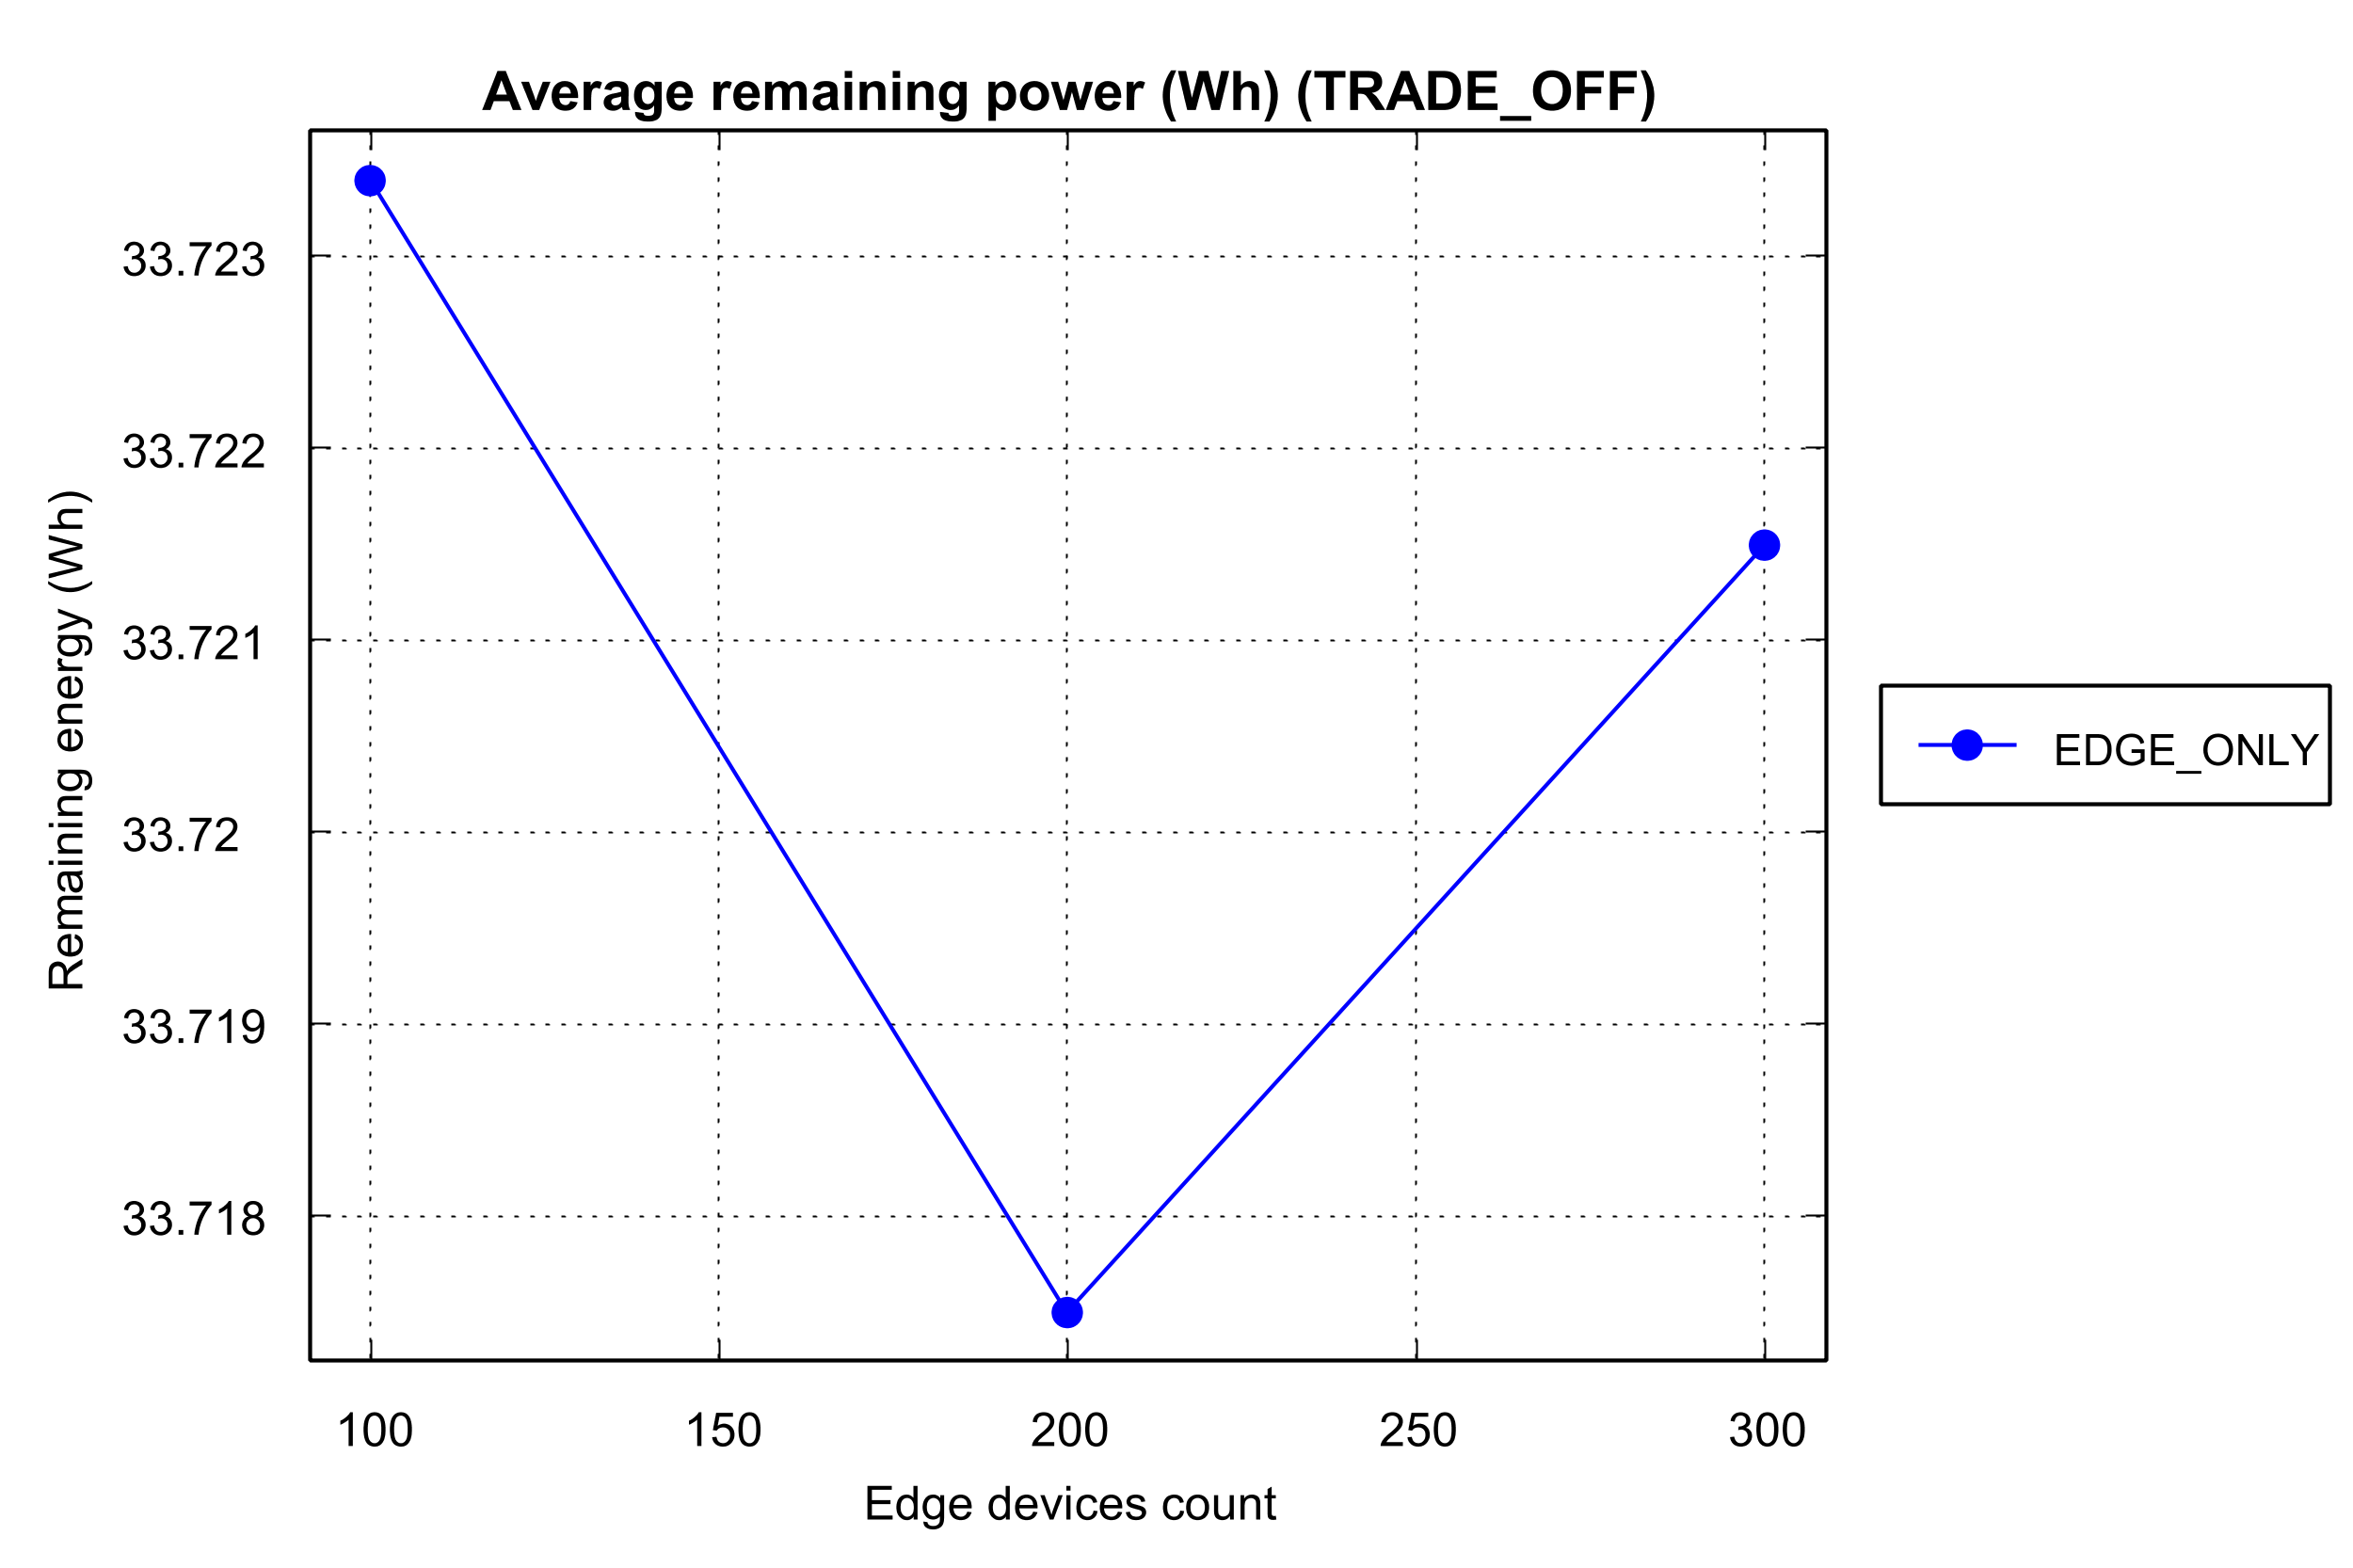 Average remaining power (Wh) (TRADE_OFF)
33.723
33.722
33.721
33.72
33.719
33.718
Remaining energy (Wh)
100 150 200 250 300
Edge devices count
EDGE_ONLY